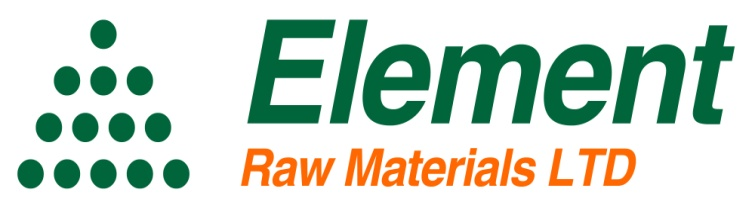 Element
Raw Materials LTD